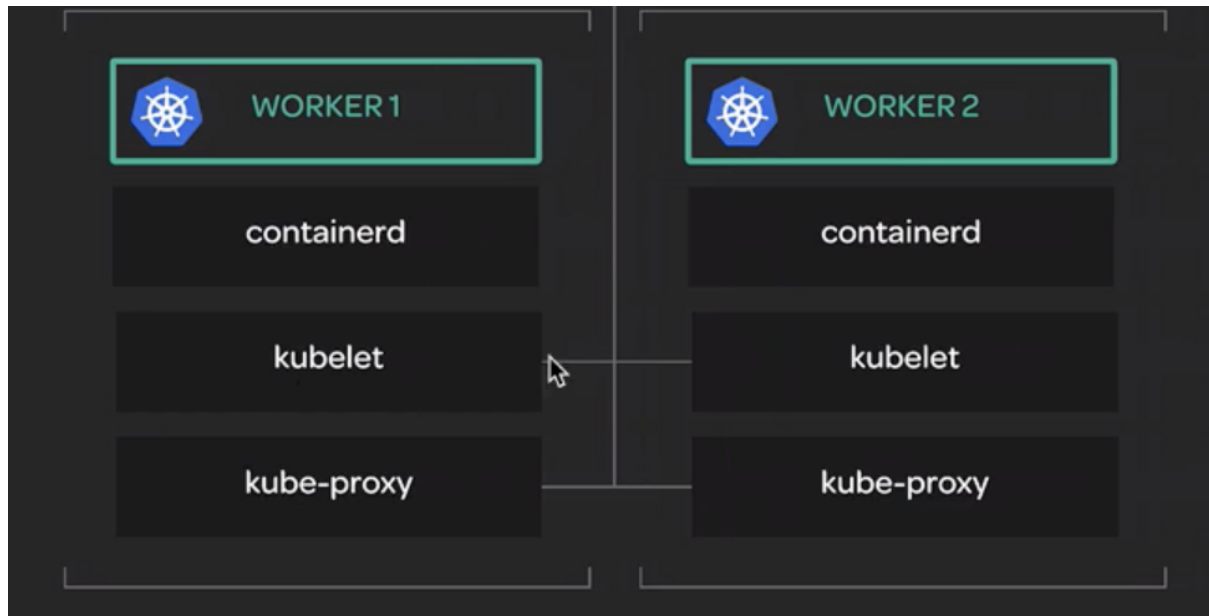 WORKER 1
containerd
kubelet
kube-proxy
WORKER 2
containerd
kubelet
kube-proxy